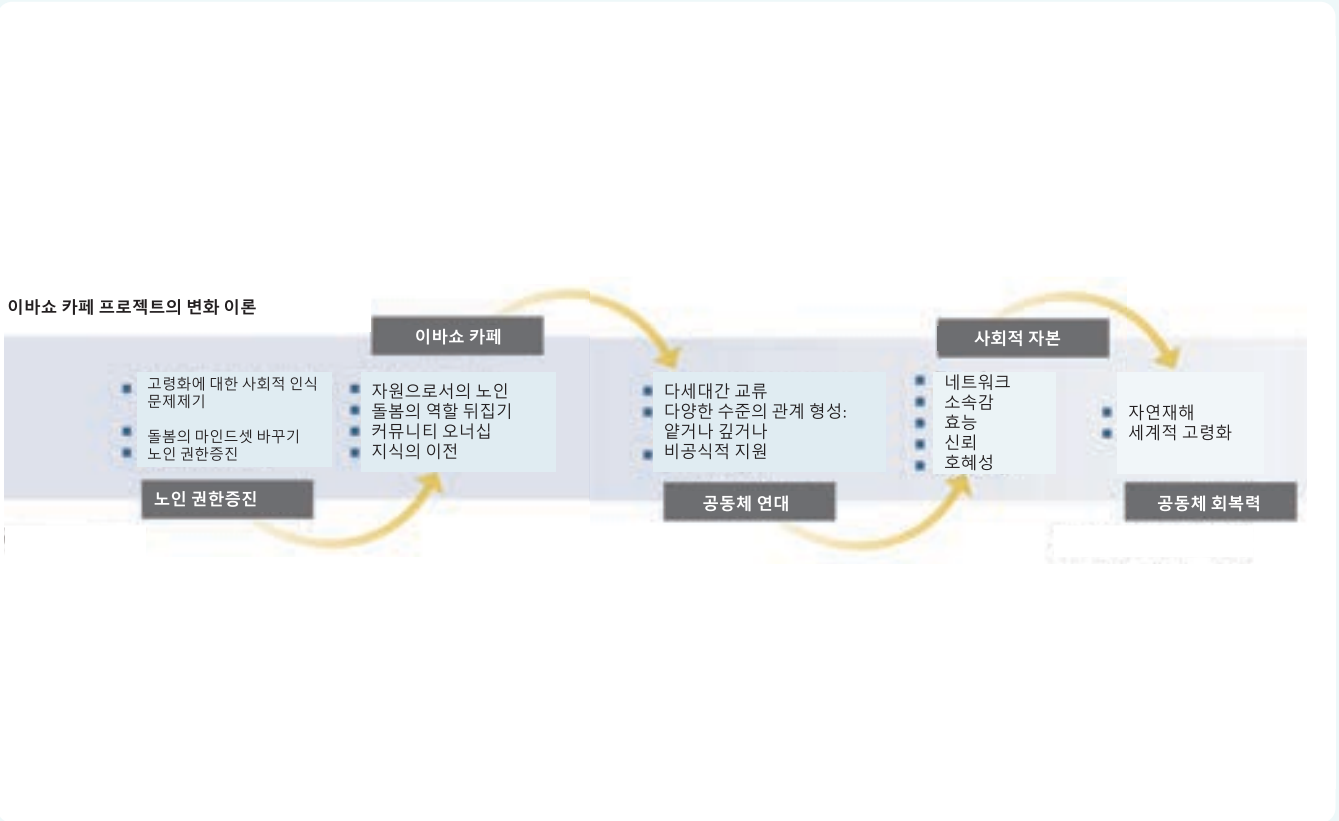 이바쇼 카페 프로젝트의 변화 이론
고령화에 대한 사회적 인식
문제제기
돌봄의 마인드셋 바꾸기
노인 권한증진
노인 권한증진
이바쇼 카페
자원으로서의 노인
돌봄의 역할 뒤집기
커뮤니티 오너십
지식의 이전
다세대간 교류
다양한 수준의 관계 형성:
얕거나 깊거나
비공식적 지원
공동체 연대
사회적 자본
네트워크
소속감
효능
신뢰
호혜성
자연재해
세계적 고령화
공동체 회복력